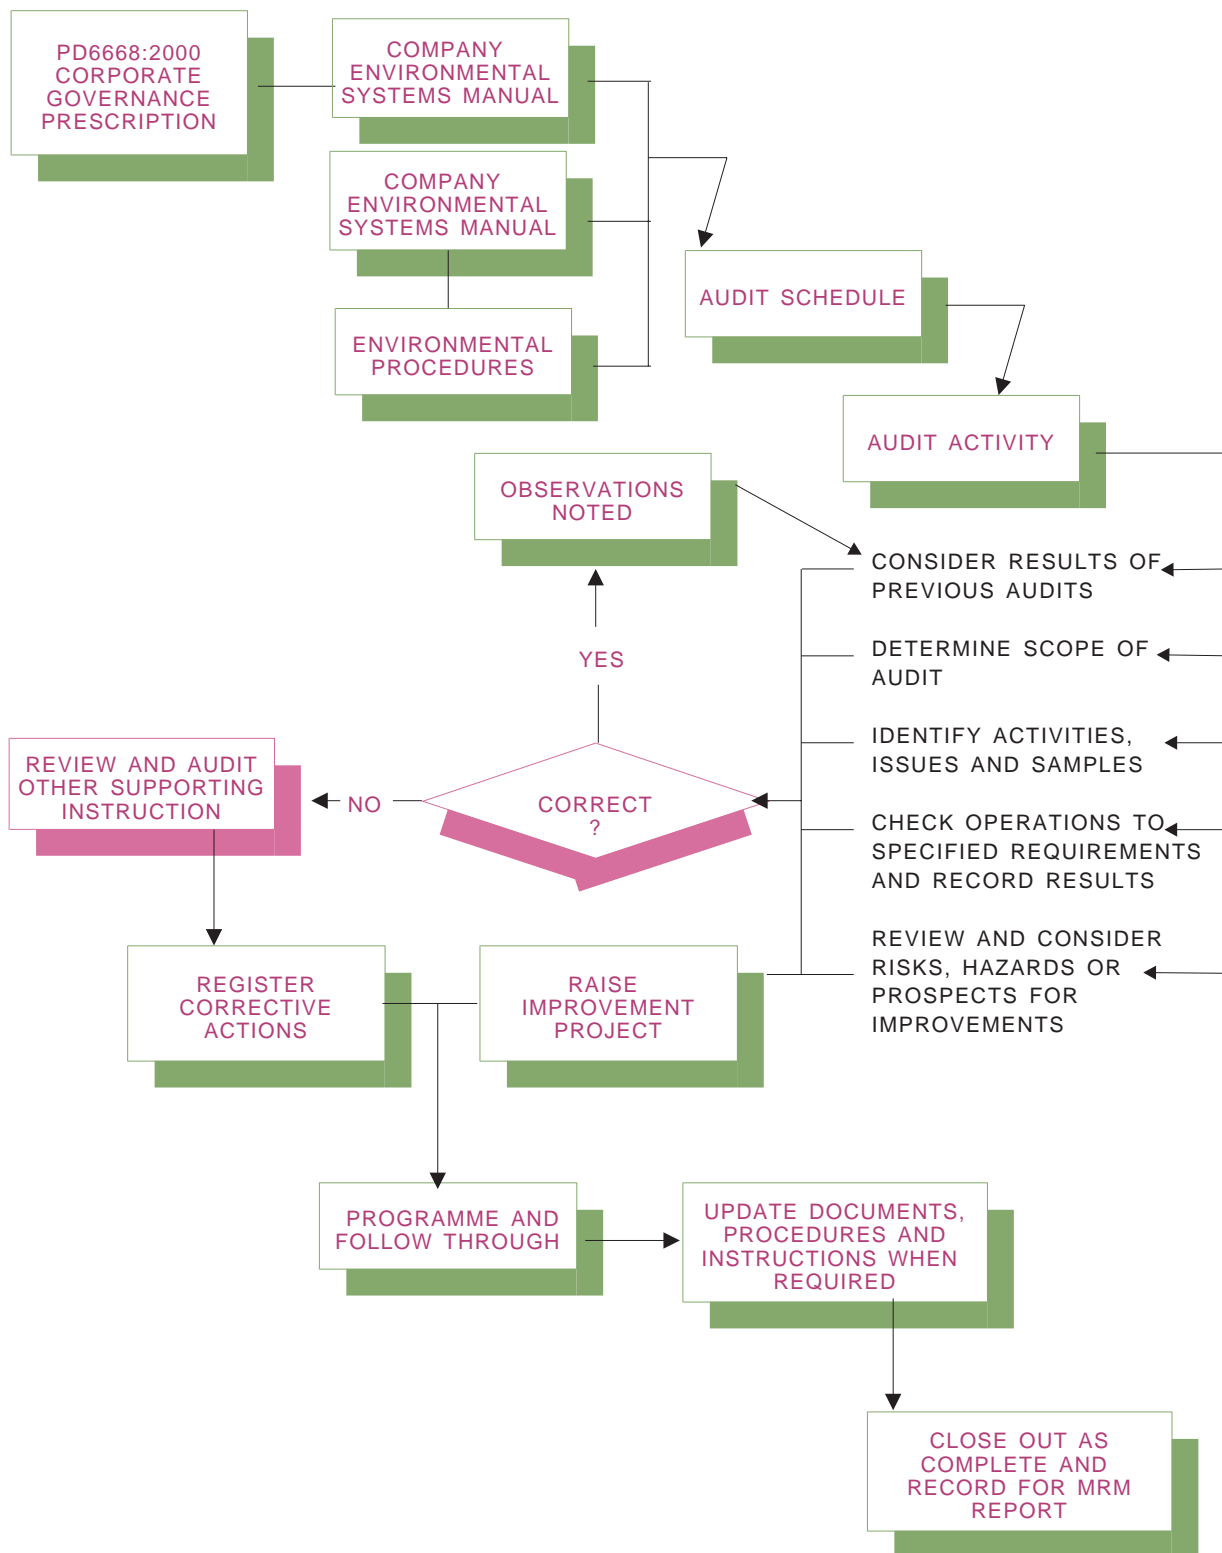 PD6668:2000
CORPORATE
GOVERNANCE
PRESCRIPTION
COMPANY
ENVIRONMENTAL
SYSTEMS MANUAL
COMPANY
ENVIRONMENTAL
SYSTEMS MANUAL
ENVIRONMENTAL
PROCEDURES
AUDIT SCHEDULE
AUDIT ACTIVITY
OBSERVATIONS
NOTED
CONSIDER RESULTS OF
PREVIOUS AUDITS
DETERMINE SCOPE OF
AUDIT
IDENTIFY ACTIVITIES,
ISSUES AND SAMPLES
CHECK OPERATIONS TO
SPECIFIED REQUIREMENTS
AND RECORD RESULTS
REVIEW AND CONSIDER
RISKS, HAZARDS OR
PROSPECTS FOR
IMPROVEMENTS
YES
CORRECT
?
NO
REVIEW AND AUDIT
OTHER SUPPORTING
INSTRUCTION
REGISTER
CORRECTIVE
ACTIONS
RAISE
IMPROVEMENT
PROJECT
PROGRAMME AND
FOLLOW THROUGH
UPDATE DOCUMENTS,
PROCEDURES AND
INSTRUCTIONS WHEN
REQUIRED
CLOSE OUT AS
COMPLETE AND
RECORD FOR MRM
REPORT